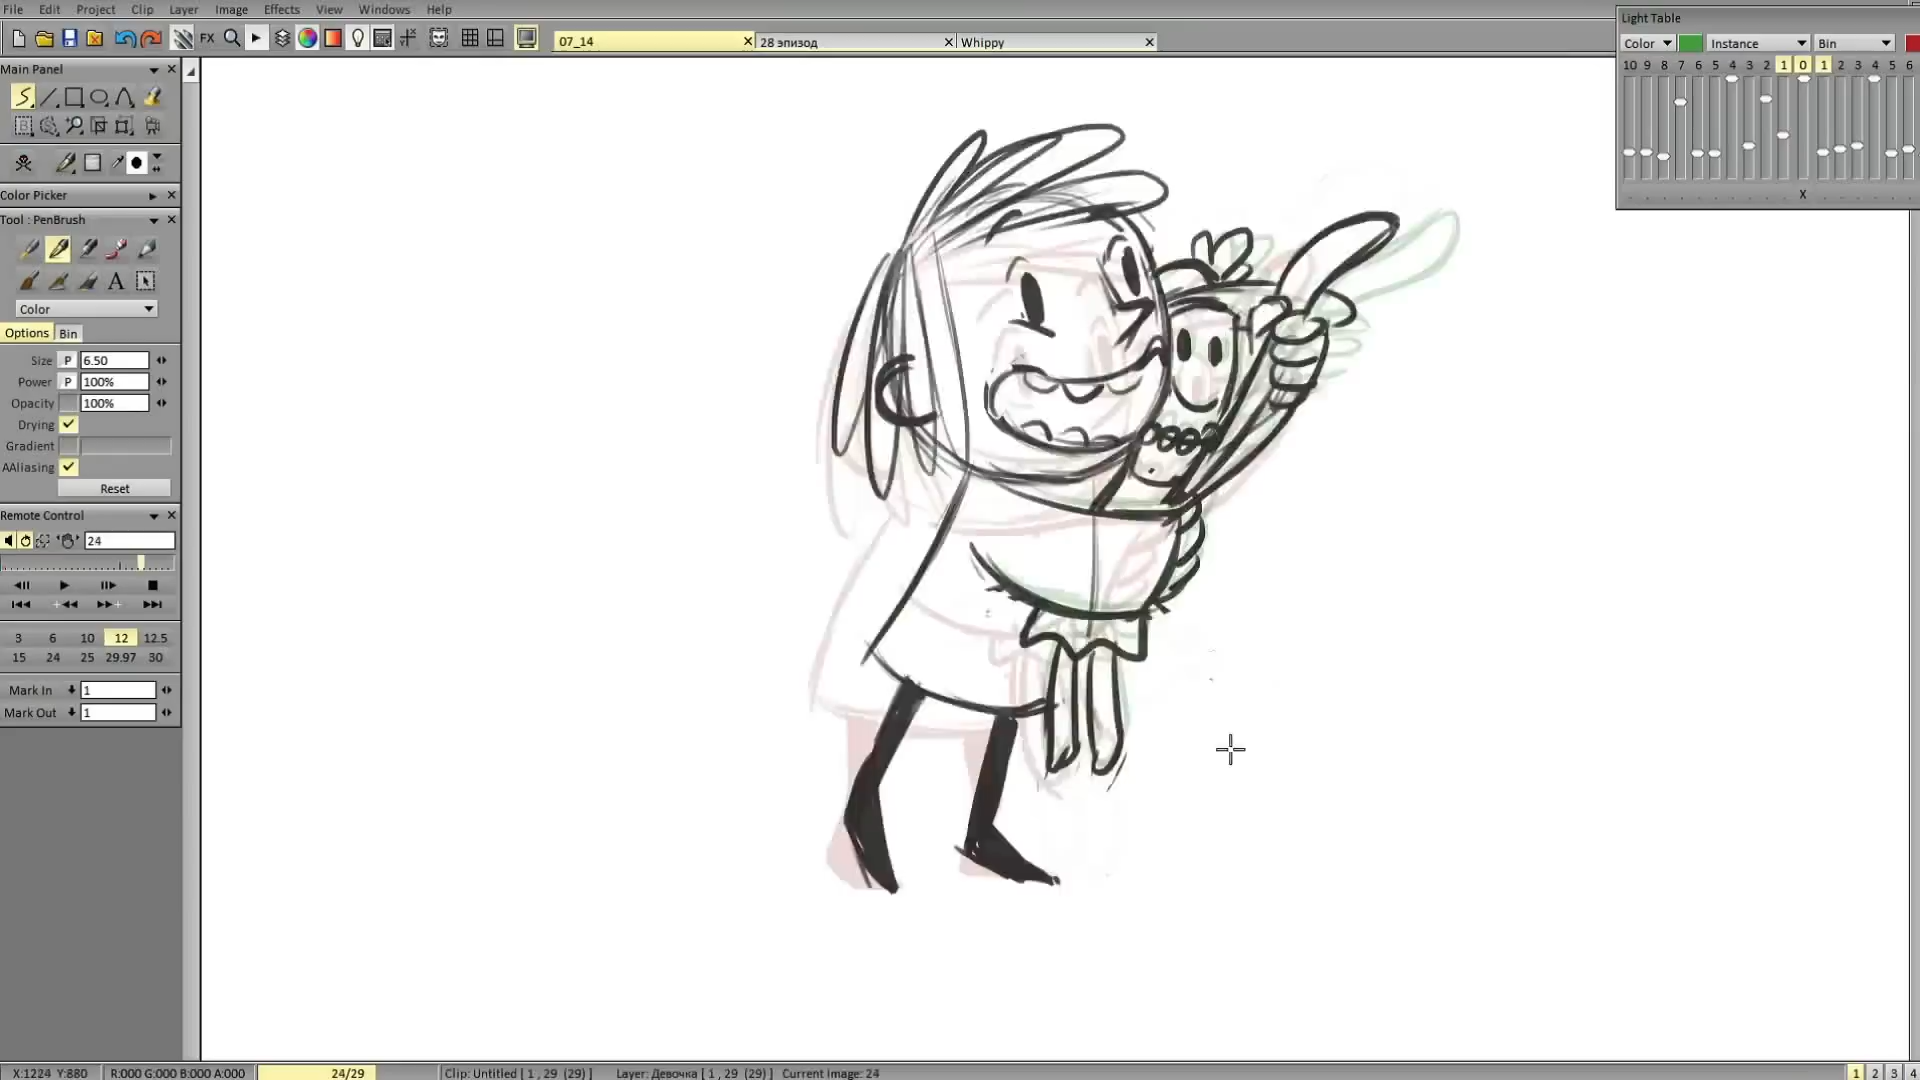 File Edit Project Clip Layer Image Effects View Windows Help
Light Table
FX 07_14 28 эпизод Whippy
Color Instance Bin
10 9 8 7 6 5 4 3 2 1 0 1 2 3 4 5 6
Main Panel
X
Color Picker
Tool : PenBrush
A
Color
Options Bin
Size P 6.50
Power P 100%
Opacity 100%
Drying
Gradient
AAliasing
Reset
Remote Control
24
3 6 10 12 12.5
15 24 25 29.97 30
Mark In 1
Mark Out 1
X:1224 Y:880 R:000 G:000 B:000 A:000 24/29 Clip: Untitled [ 1 , 29 (29) ] Layer: Девочка [ 1 , 29 (29) ] Current Image: 24 1 2 3 4